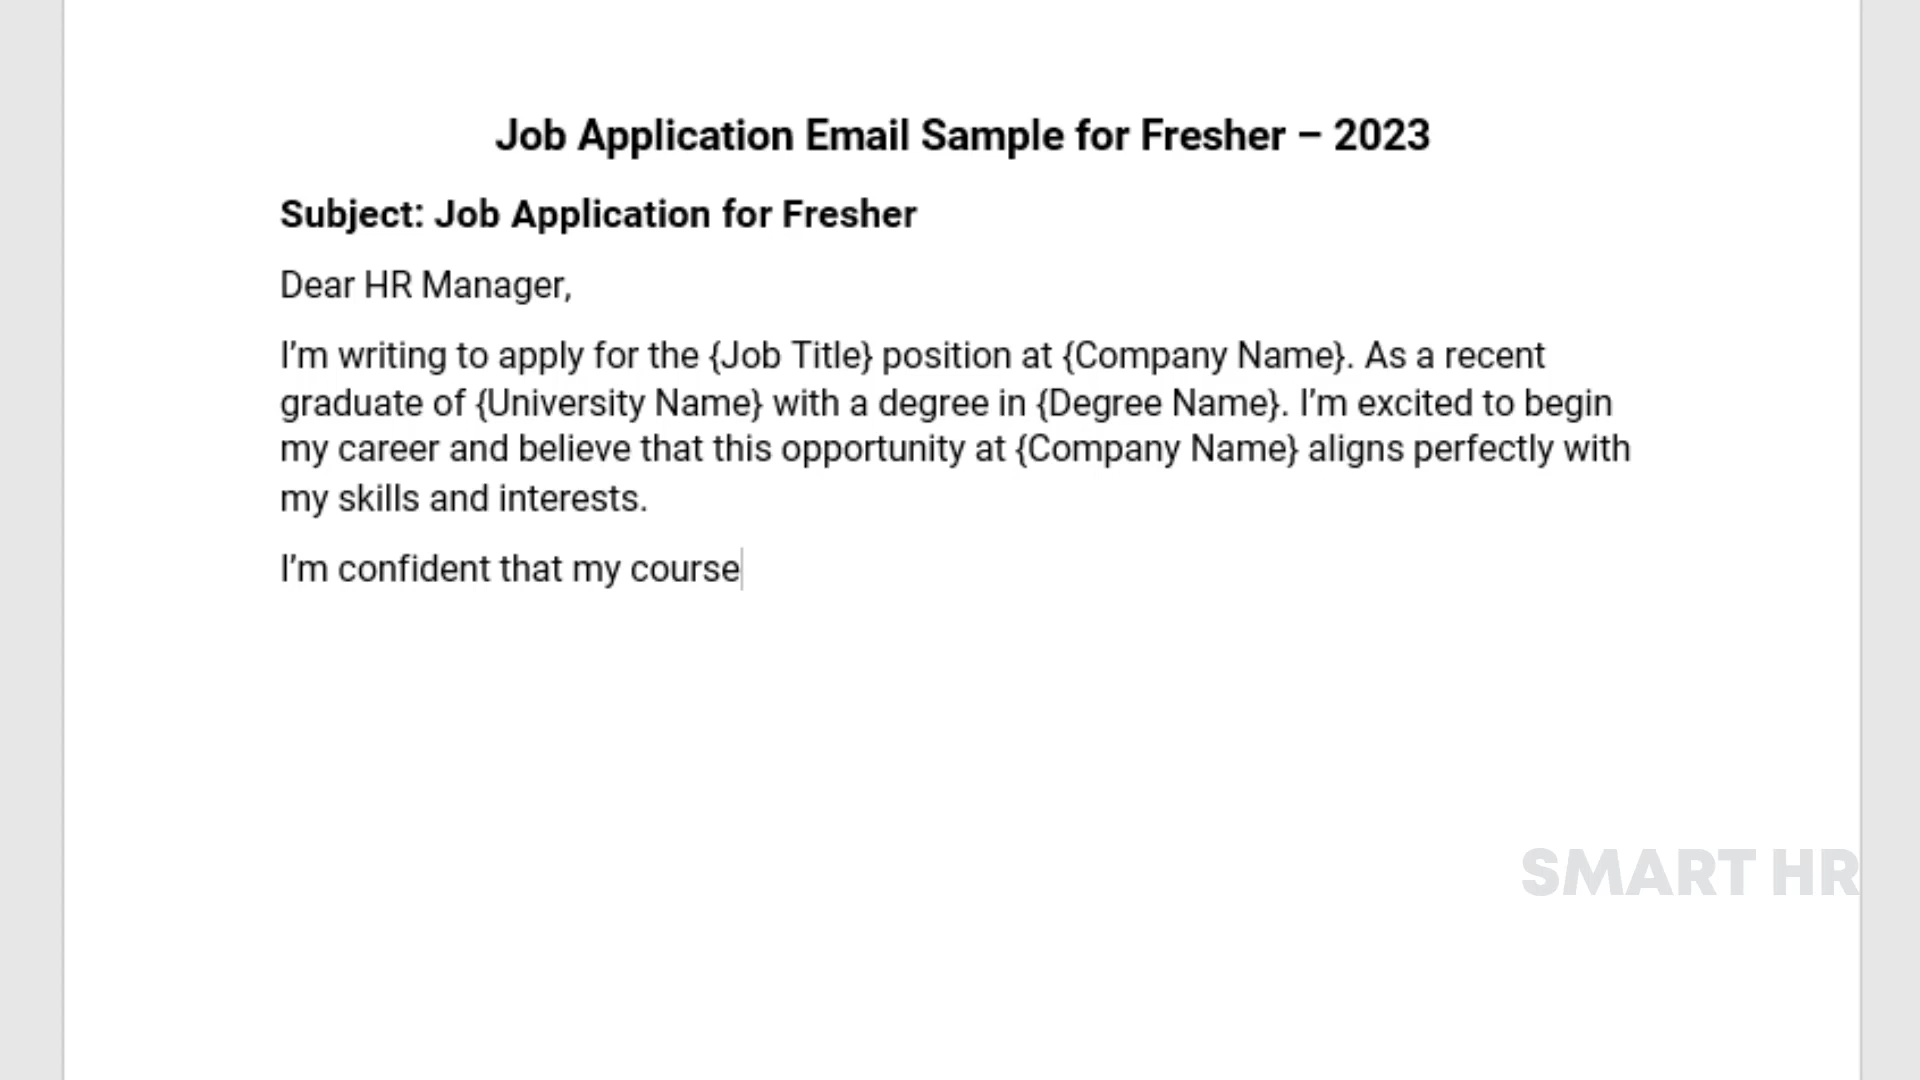 Job Application Email Sample for Fresher – 2023
Subject: Job Application for Fresher
Dear HR Manager,
I’m writing to apply for the {Job Title} position at {Company Name}. As a recent
graduate of {University Name} with a degree in {Degree Name}. I’m excited to begin
my career and believe that this opportunity at {Company Name} aligns perfectly with
my skills and interests.
I’m confident that my course
SMART HR